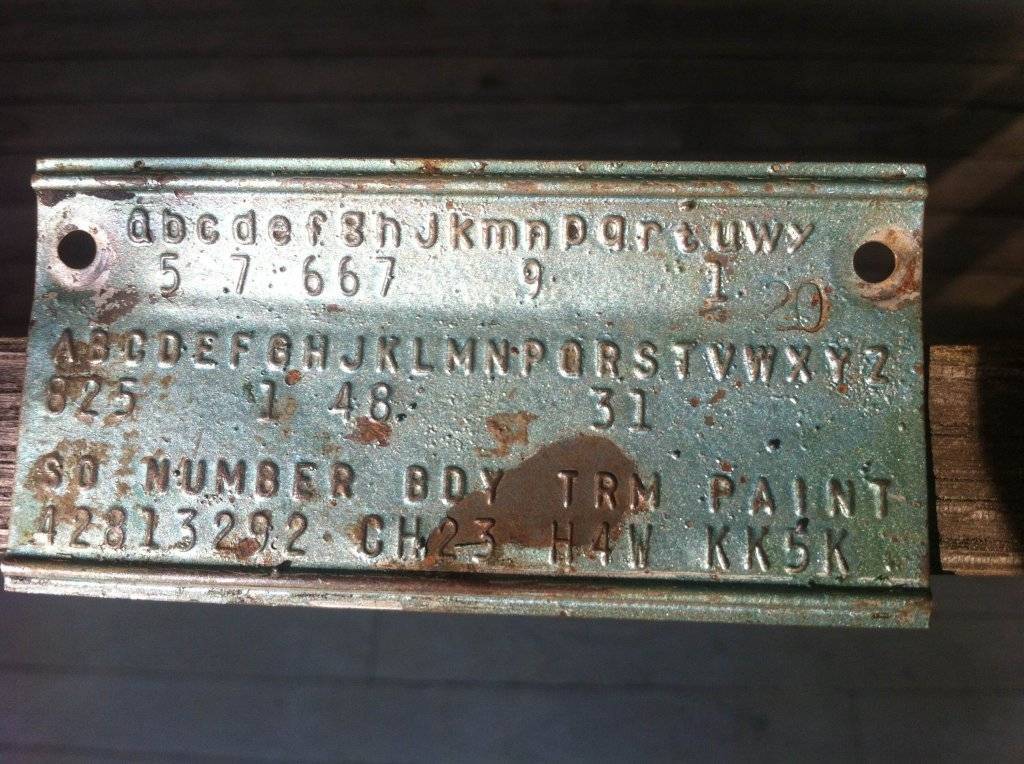 abcdefghJkmnpqrtuwy
5 7 667 9 I 20
ABCDEFGHJKLMNPQRSTVWXYZ
825 1 48 31
SO NUMBER BDY TRM PAINT
42813292 CH23 H4W KK5K